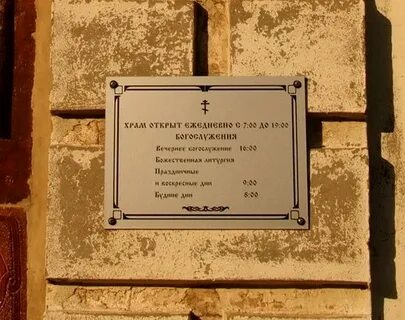 ХРАМ ОТКРЫТ ЕЖЕДНЕВНО С 7:00 ДО 19:00
БОГОСЛУЖЕНИЯ
Вечернее богослужение 16:00
Божественная литургия
Праздничные
и воскресные дни 9:00
Будние дни 8:00